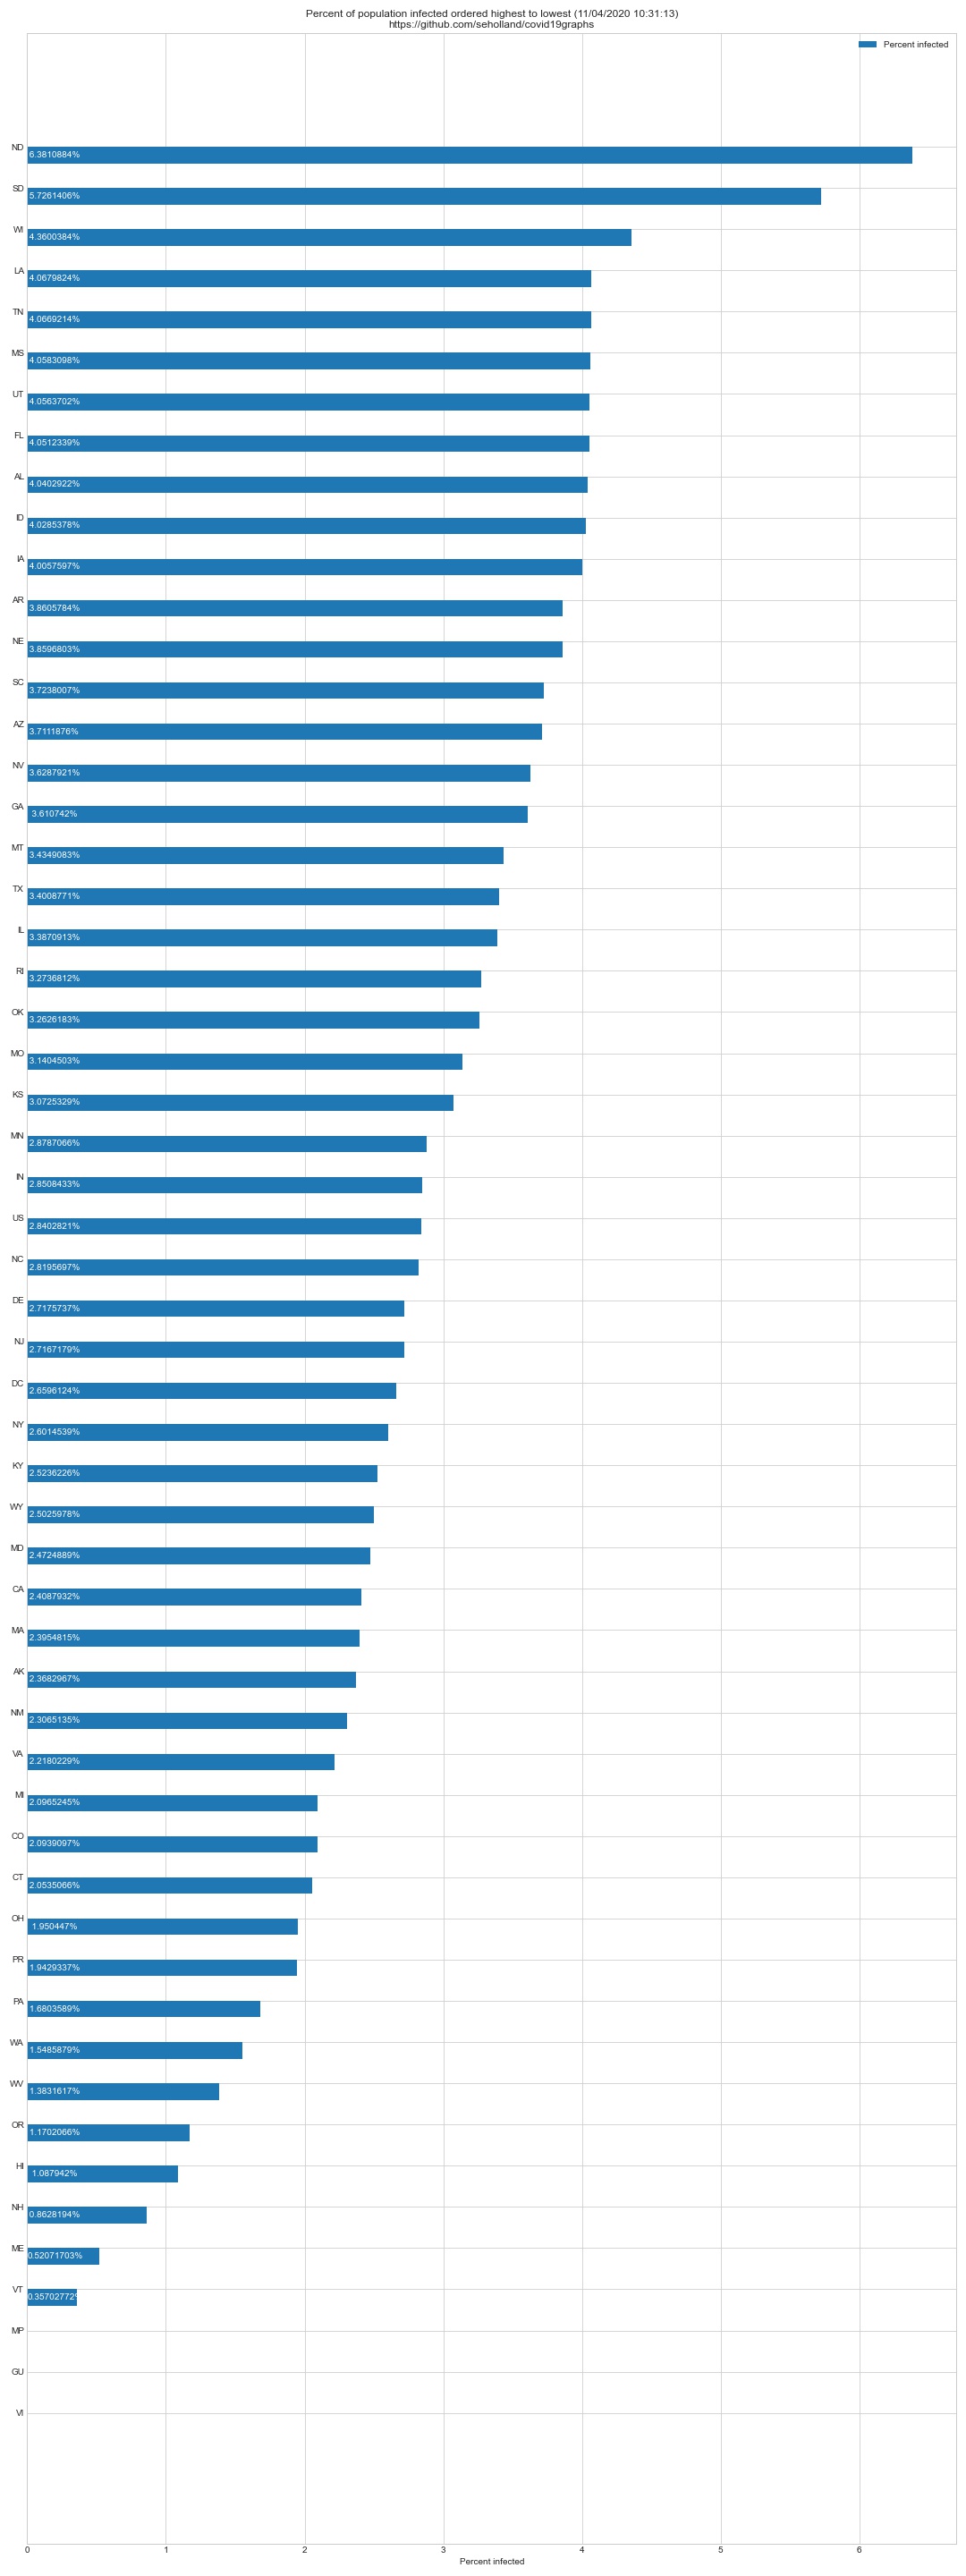 Percent of population infected ordered highest to lowest (11/04/2020 10:31:13)
https://github.com/seholland/covid19graphs
Percent infected
ND 6.3810884%
SD 5.7261406%
WI 4.3600384%
LA 4.0679824%
TN 4.0669214%
MS 4.0583098%
UT 4.0563702%
FL 4.0512339%
AL 4.0402922%
ID 4.0285378%
IA 4.0057597%
AR 3.8605784%
NE 3.8596803%
SC 3.7238007%
AZ 3.7111876%
NV 3.6287921%
GA 3.610742%
MT 3.4349083%
TX 3.4008771%
IL 3.3870913%
RI 3.2736812%
OK 3.2626183%
MO 3.1404503%
KS 3.0725329%
MN 2.8787066%
IN 2.8508433%
US 2.8402821%
NC 2.8195697%
DE 2.7175737%
NJ 2.7167179%
DC 2.6596124%
NY 2.6014539%
KY 2.5236226%
WY 2.5025978%
MD 2.4724889%
CA 2.4087932%
MA 2.3954815%
AK 2.3682967%
NM 2.3065135%
VA 2.2180229%
MI 2.0965245%
CO 2.0939097%
CT 2.0535066%
OH 1.950447%
PR 1.9429337%
PA 1.6803589%
WA 1.5485879%
WV 1.3831617%
OR 1.1702066%
HI 1.087942%
NH 0.8628194%
ME 0.52071703%
VT 0.35702772%
MP
GU
VI
0 1 2 3 4 5 6
Percent infected